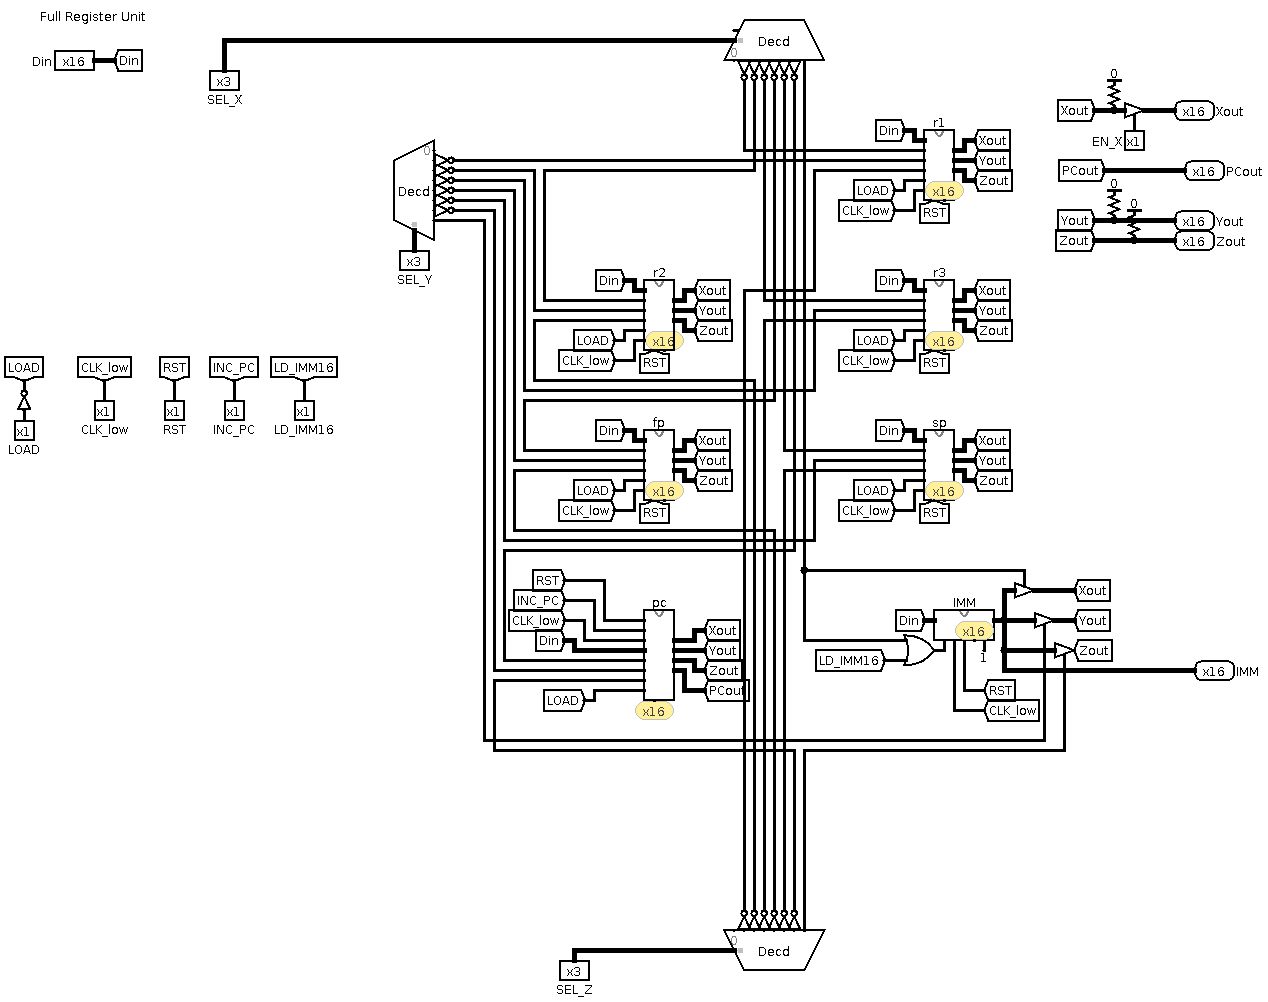 Full Register Unit
Din x16 Din
x3
SEL_X
Decd
0
0
Xout x16 Xout
EN_X x1
PCout x16 PCout
0
0
Yout x16 Yout
Zout x16 Zout
0
Decd
x3
SEL_Y
r1
Din
Xout
Yout
Zout
LOAD
x16
CLK_low
RST
r2
Din
Xout
Yout
Zout
LOAD
x16
CLK_low
RST
r3
Din
Xout
Yout
Zout
LOAD
x16
CLK_low
RST
LOAD
x1
LOAD
CLK_low
x1
CLK_low
RST
x1
RST
INC_PC
x1
INC_PC
LD_IMM16
x1
LD_IMM16
fp
Din
Xout
Yout
Zout
LOAD
x16
CLK_low
RST
sp
Din
Xout
Yout
Zout
LOAD
x16
CLK_low
RST
pc
RST
INC_PC
CLK_low
Din
Xout
Yout
Zout
PCout
LOAD
x16
IMM
Din
x16
LD_IMM16
1
RST
CLK_low
Xout
Yout
Zout
x16 IMM
0
Decd
x3
SEL_Z